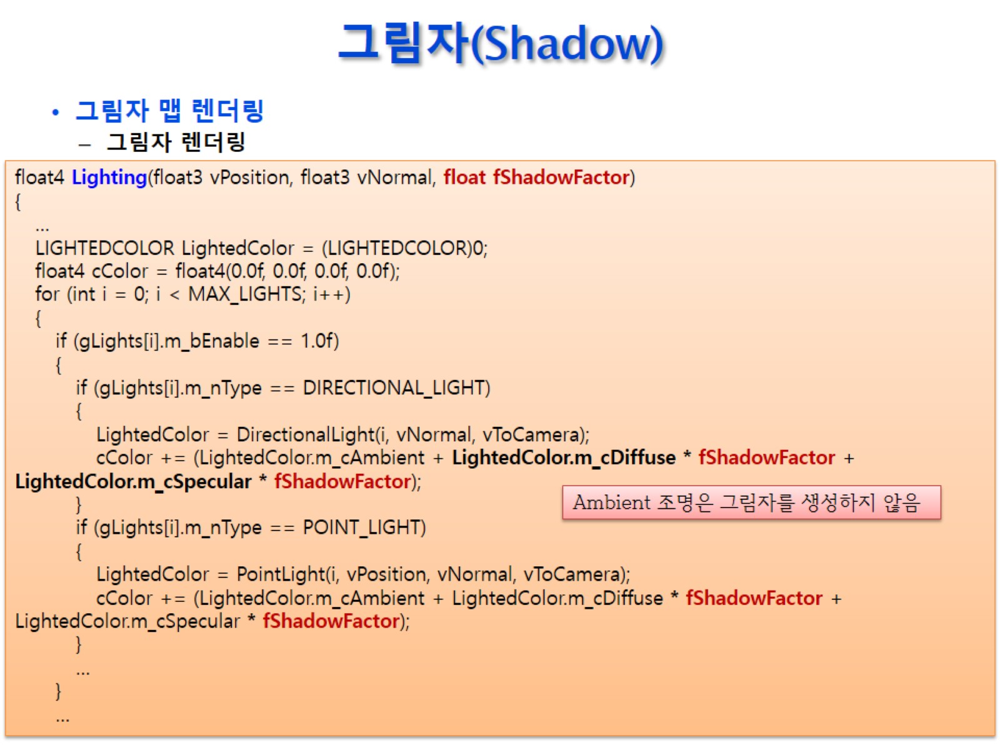 그림자(Shadow)
• 그림자 맵 렌더링
– 그림자 렌더링
float4 Lighting(float3 vPosition, float3 vNormal, float fShadowFactor)
{
...
LIGHTEDCOLOR LightedColor = (LIGHTEDCOLOR)0;
float4 cColor = float4(0.0f, 0.0f, 0.0f, 0.0f);
for (int i = 0; i < MAX_LIGHTS; i++)
{
if (gLights[i].m_bEnable == 1.0f)
{
if (gLights[i].m_nType == DIRECTIONAL_LIGHT)
{
LightedColor = DirectionalLight(i, vNormal, vToCamera);
cColor += (LightedColor.m_cAmbient + LightedColor.m_cDiffuse * fShadowFactor +
LightedColor.m_cSpecular * fShadowFactor);
}
Ambient 조명은 그림자를 생성하지 않음
if (gLights[i].m_nType == POINT_LIGHT)
{
LightedColor = PointLight(i, vPosition, vNormal, vToCamera);
cColor += (LightedColor.m_cAmbient + LightedColor.m_cDiffuse * fShadowFactor +
LightedColor.m_cSpecular * fShadowFactor);
}
...
}
...